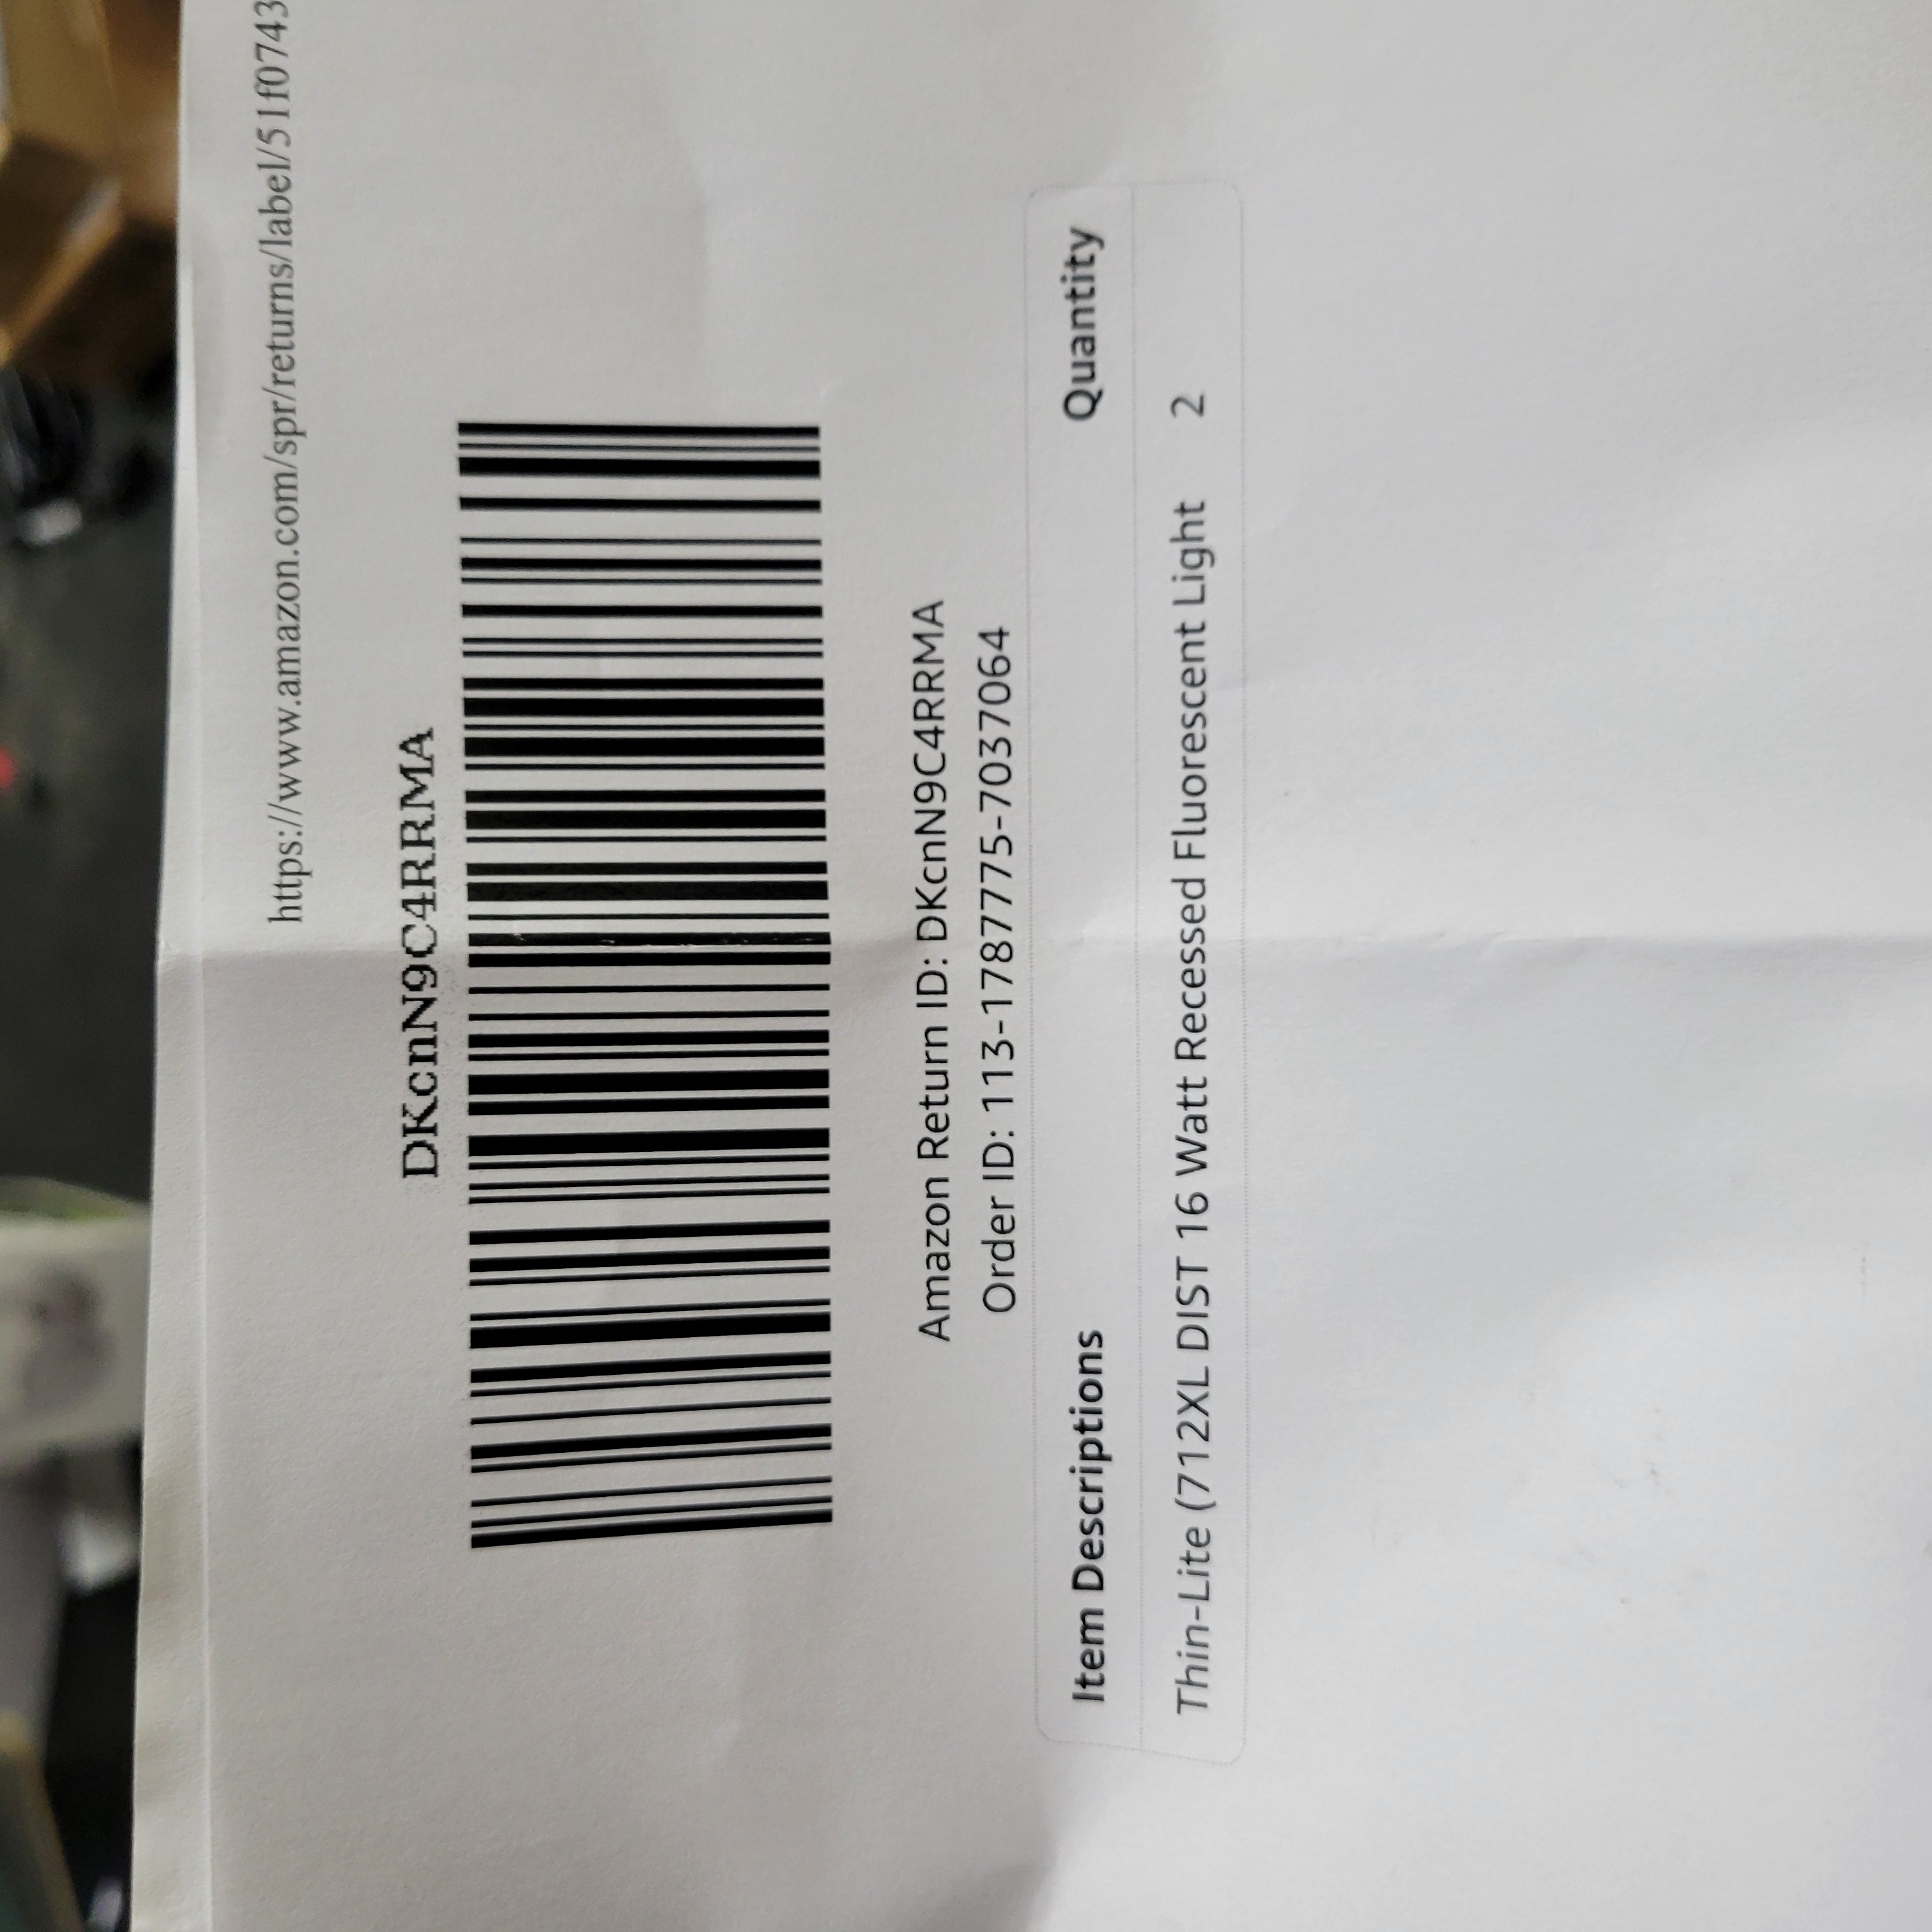 https://www.amazon.com/spr/returns/label/51f0743
DKcnN9C4RRMA
Amazon Return ID: DKcnN9C4RRMA
Order ID: 113-1787775-7037064
Item Descriptions Quantity
Thin-Lite (712XL DIST 16 Watt Recessed Fluorescent Light 2